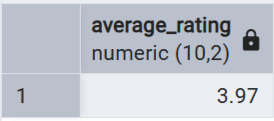 average_rating
numeric (10,2)
1
3.97